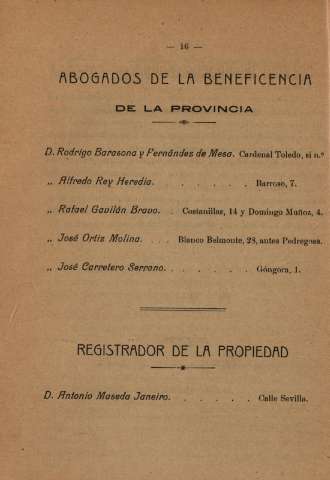 — 16 —
ABOGADOS DE LA BENEFICENCIA
DE LA PROVINCIA
D. Rodrigo Barasona y Fernández de Mesa. Cardenal Toledo, si n.º
„ Alfredo Rey Heredia. . . . . . Barroso, 7.
„ Rafael Gavilán Bravo. . Costanillas, 14 y Domingo Muñoz, 4.
„ José Ortiz Molina. . . . Blanco Belmonte, 28, antes Pedregosa.
„ José Carretero Serrano. . . . . . Góngora, 1.
REGISTRADOR DE LA PROPIEDAD
D. Antonio Maseda Janeiro. . . . . Calle Sevilla.